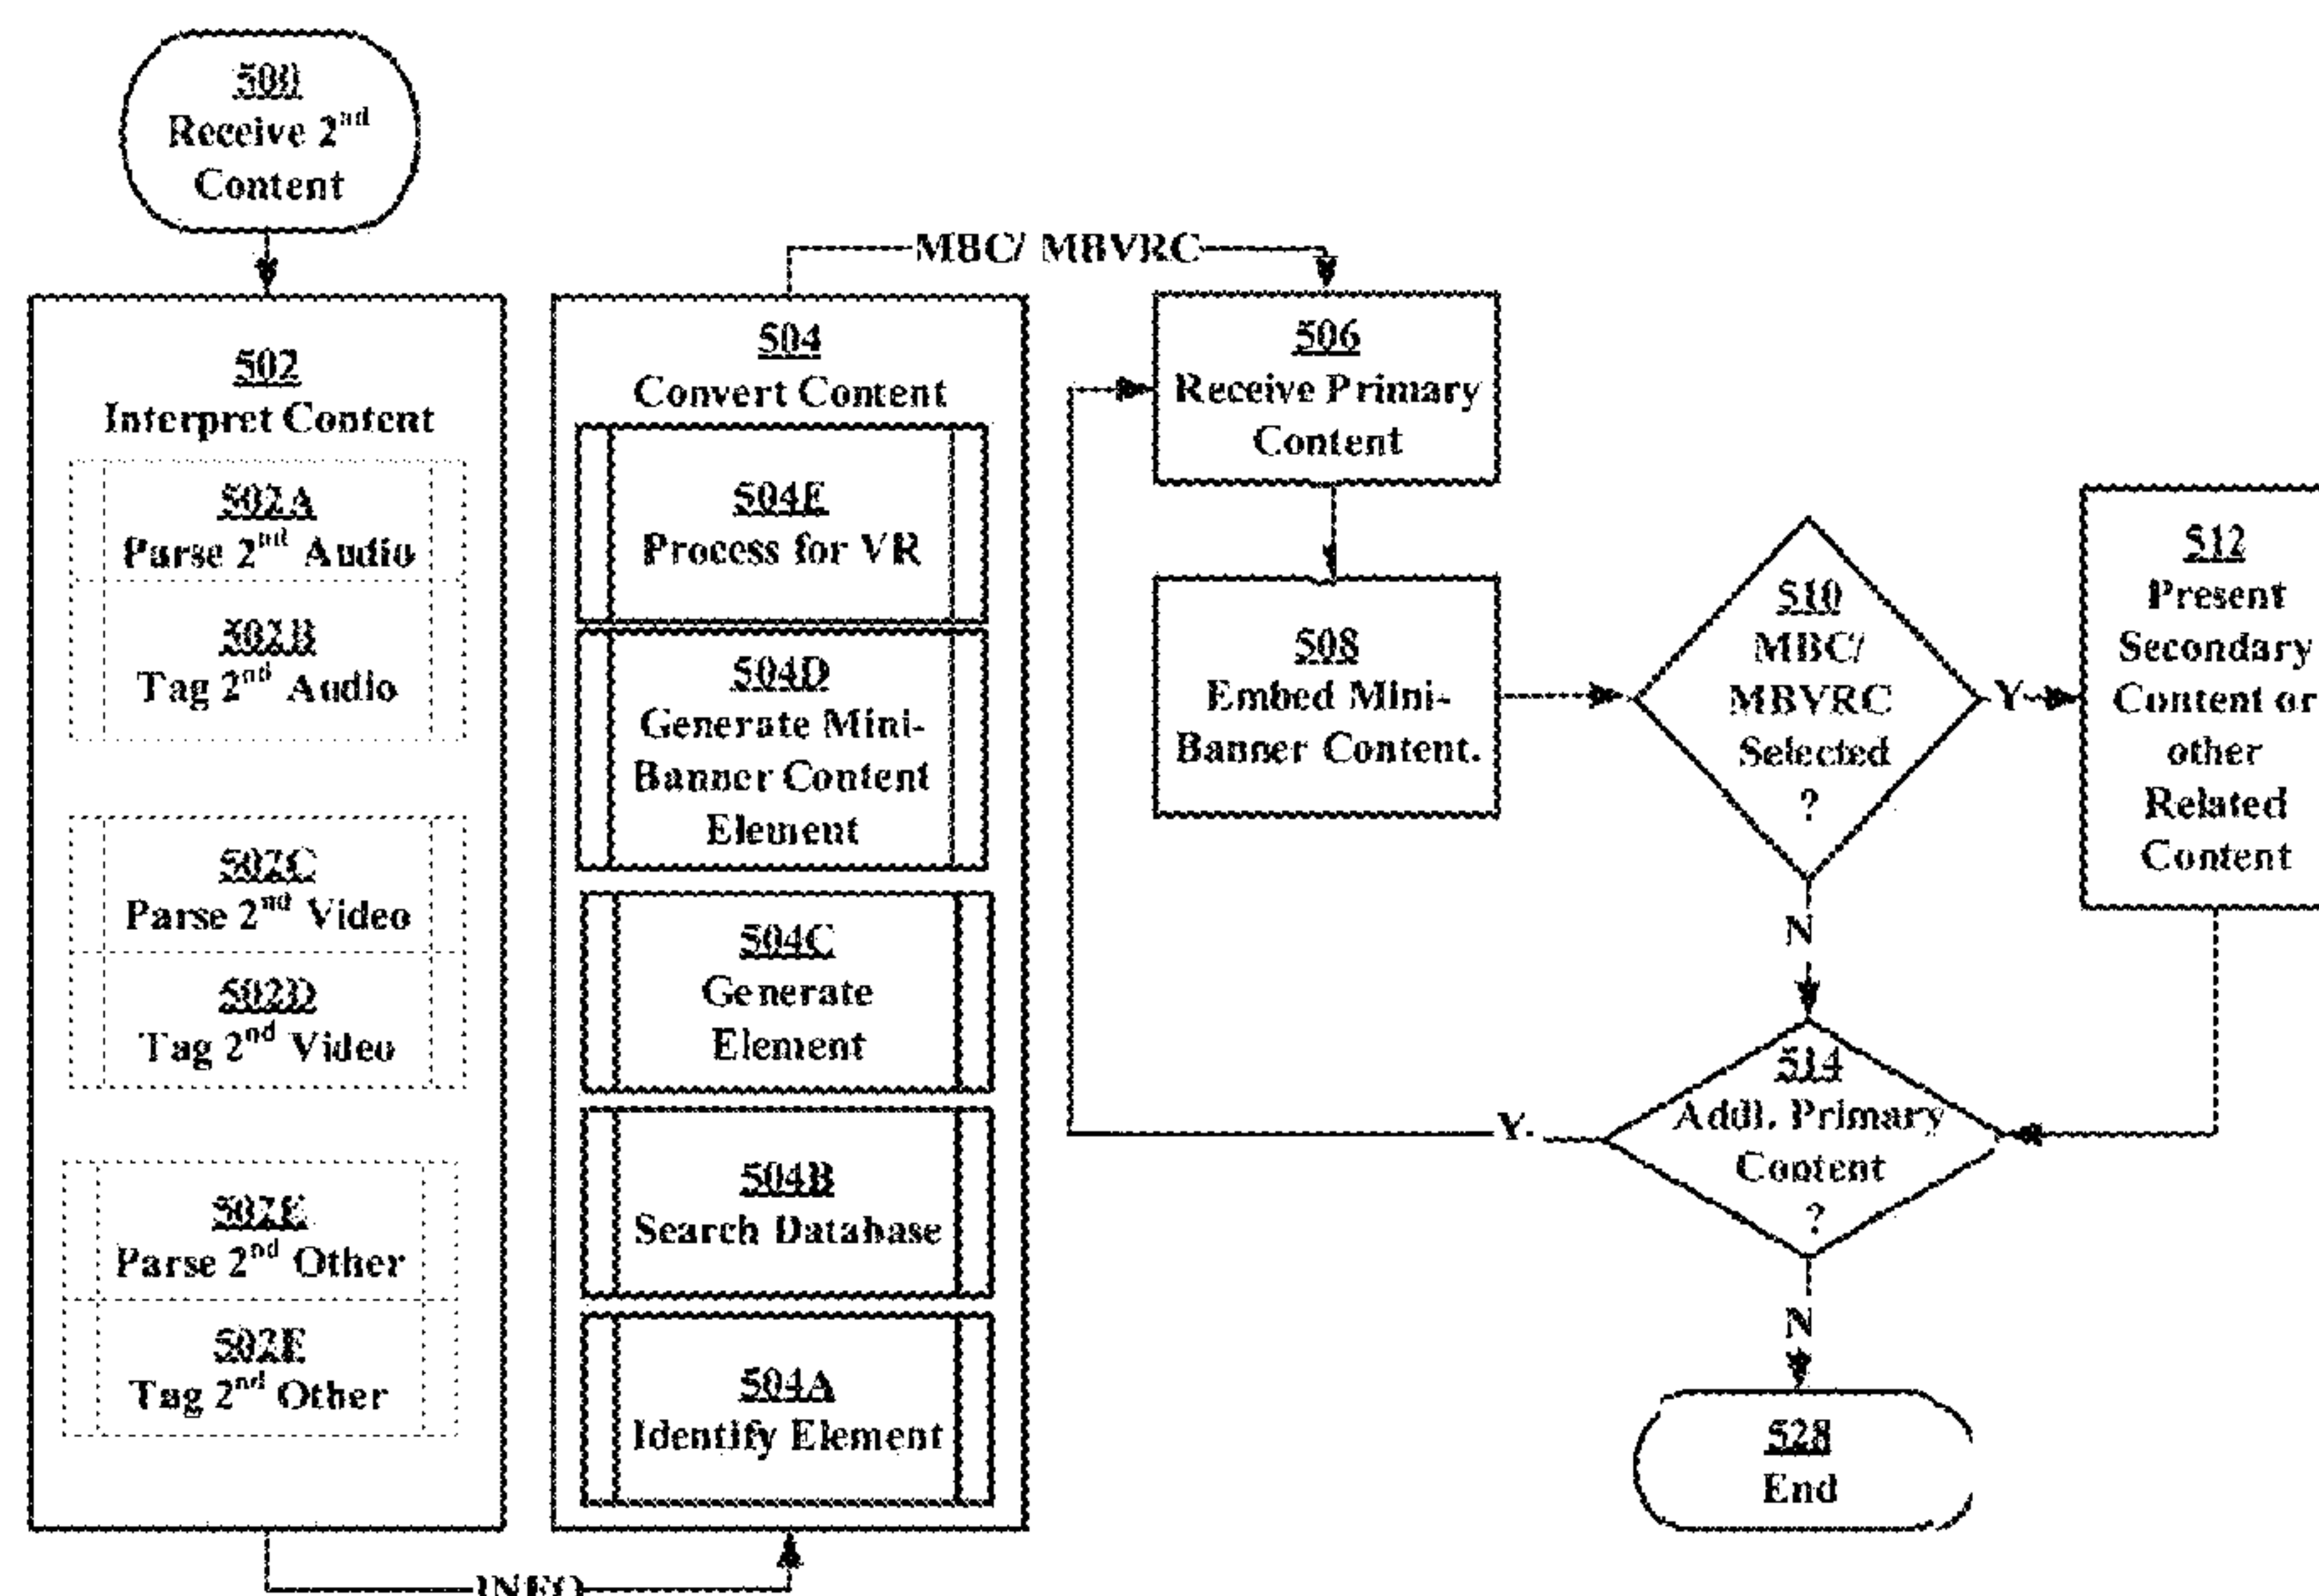 500
Receive 2nd
Content
502
Interpret Content
502A
Parse 2nd Audio
502B
Tag 2nd Audio
502C
Parse 2nd Video
502D
Tag 2nd Video
502E
Parse 2nd Other
502F
Tag 2nd Other
INFO
504
Convert Content
504E
Process for VR
504D
Generate Mini-
Banner Content
Element
504C
Generate
Element
504B
Search Database
504A
Identify Element
MBC/ MBVRC
506
Receive Primary
Content
508
Embed Mini-
Banner Content.
510
MBC/
MBVRC
Selected
?
Y
N
512
Present
Secondary
Content or
other
Related
Content
514
Addl. Primary
Content
?
Y
N
528
End